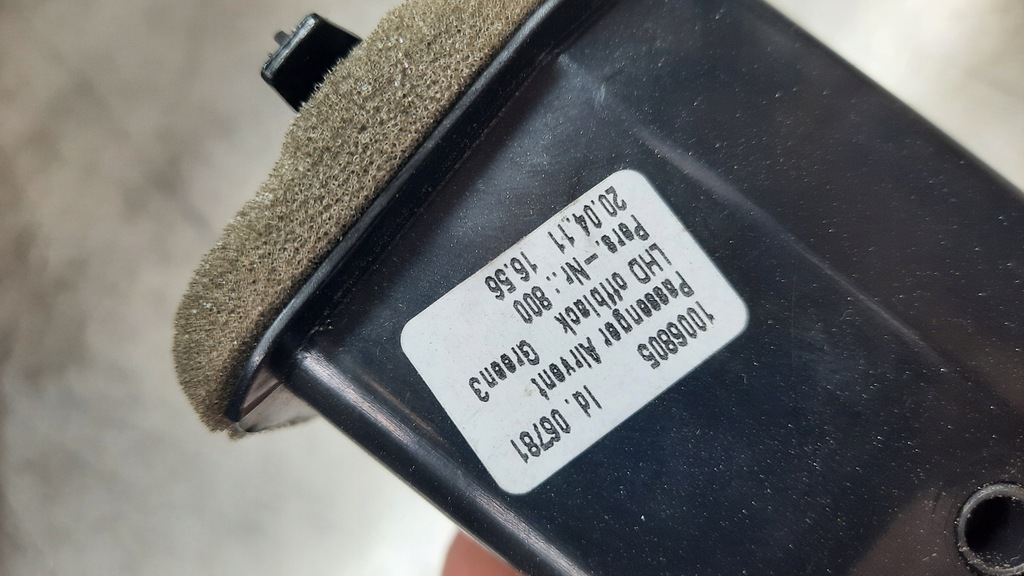 1006805 Id. 06781
Passenger Airvent Green3
LHD offblack
Pers.-Nr.: 800
20.04.11 16.56